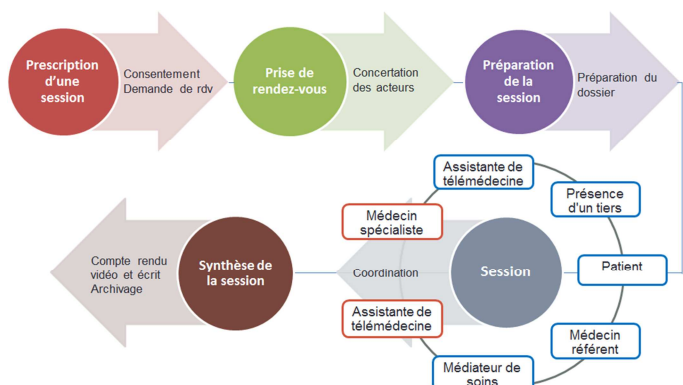 Prescription
d'une
session
Consentement
Demande de rdv
Prise de
rendez-vous
Concertation
des acteurs
Préparation
de la
session
Préparation du
dossier
Assistante de
télémédecine
Présence
d'un tiers
Médecin
spécialiste
Compte rendu
vidéo et écrit
Archivage
Synthèse de
la session
Coordination
Session
Patient
Assistante de
télémédecine
Médecin
référent
Médiateur de
soins